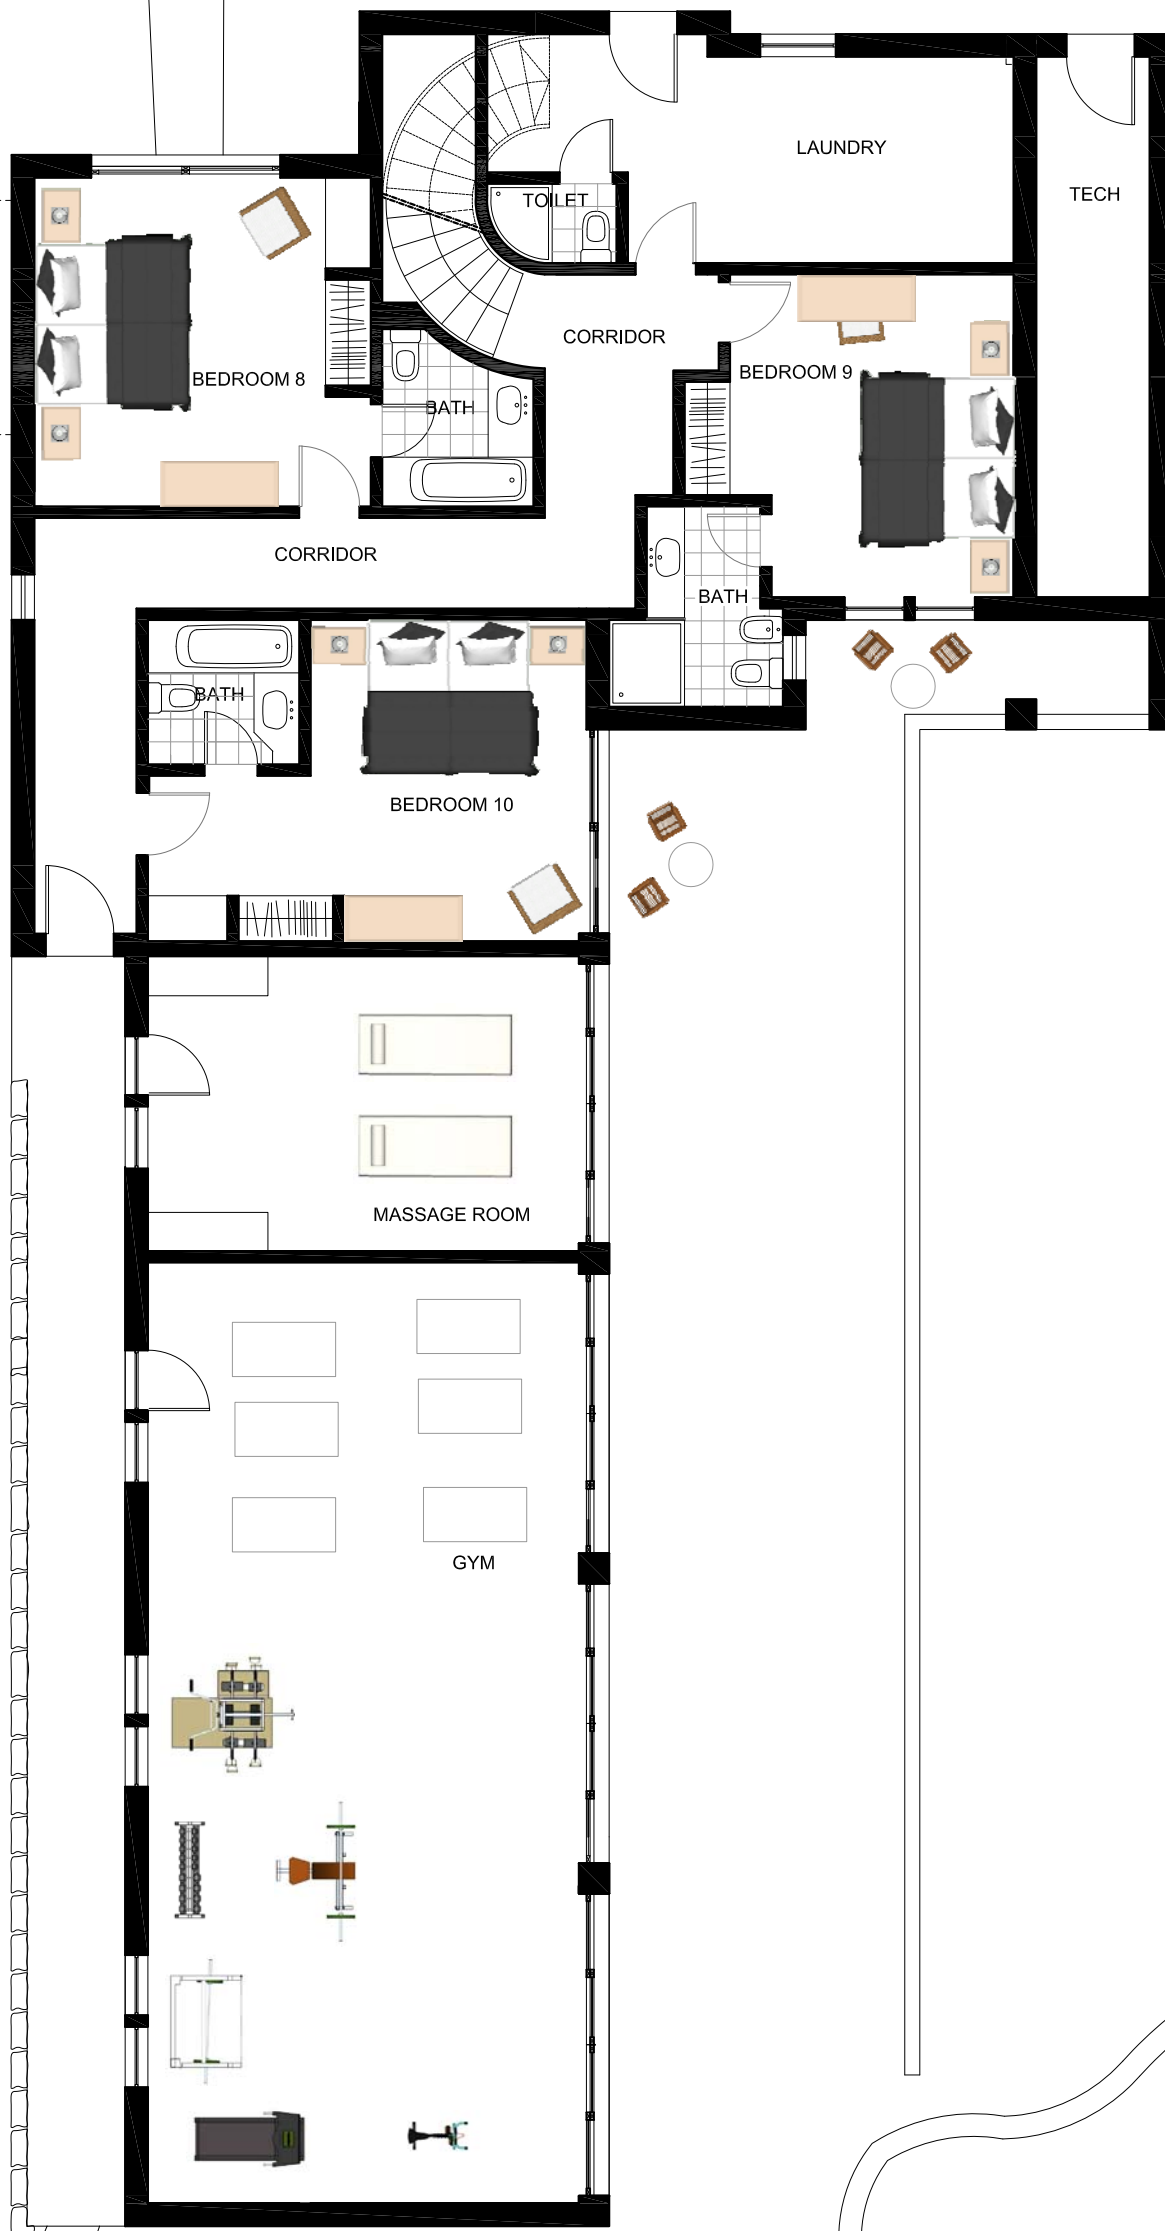 LAUNDRY
TECH
TOILET
CORRIDOR
BEDROOM 8
BEDROOM 9
BATH
CORRIDOR
BATH
BATH
BEDROOM 10
MASSAGE ROOM
GYM